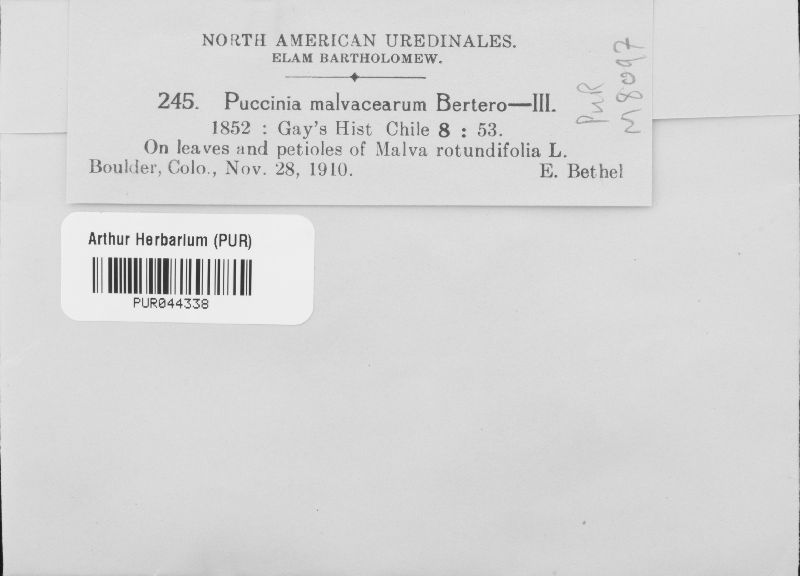 NORTH AMERICAN UREDINALES.
ELAM BARTHOLOMEW.
245. Puccinia malvacearum Bertero—III.
1852 : Gay's Hist Chile 8 : 53.
On leaves and petioles of Malva rotundifolia L.
Boulder, Colo., Nov. 28, 1910. E. Bethel
PUR
M8097
Arthur Herbarium (PUR)
PUR044338